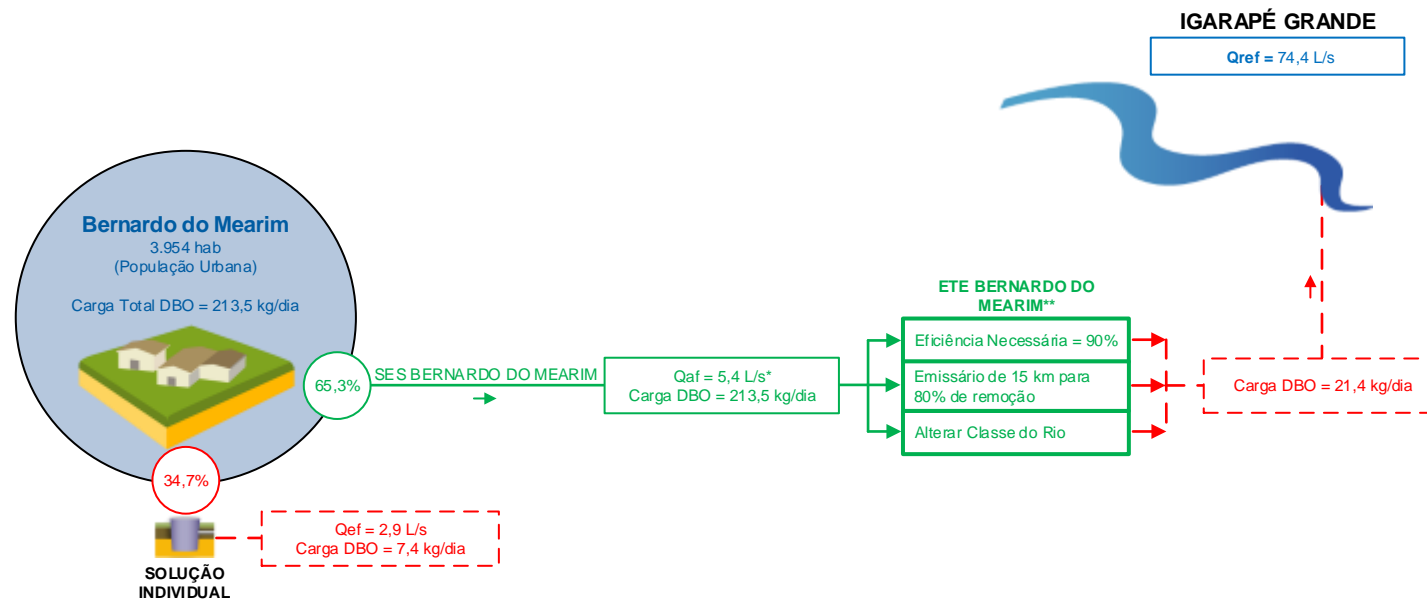 IGARAPÉ GRANDE
Qref = 74,4 L/s
Bernardo do Mearim
3.954 hab
(População Urbana)
Carga Total DBO = 213,5 kg/dia
65,3%
SES BERNARDO DO MEARIM
Qaf = 5,4 L/s*
Carga DBO = 213,5 kg/dia
ETE BERNARDO DO
MEARIM**
Eficiência Necessária = 90%
Emissário de 15 km para
80% de remoção
Alterar Classe do Rio
Carga DBO = 21,4 kg/dia
34,7%
Qef = 2,9 L/s
Carga DBO = 7,4 kg/dia
SOLUÇÃO
INDIVIDUAL